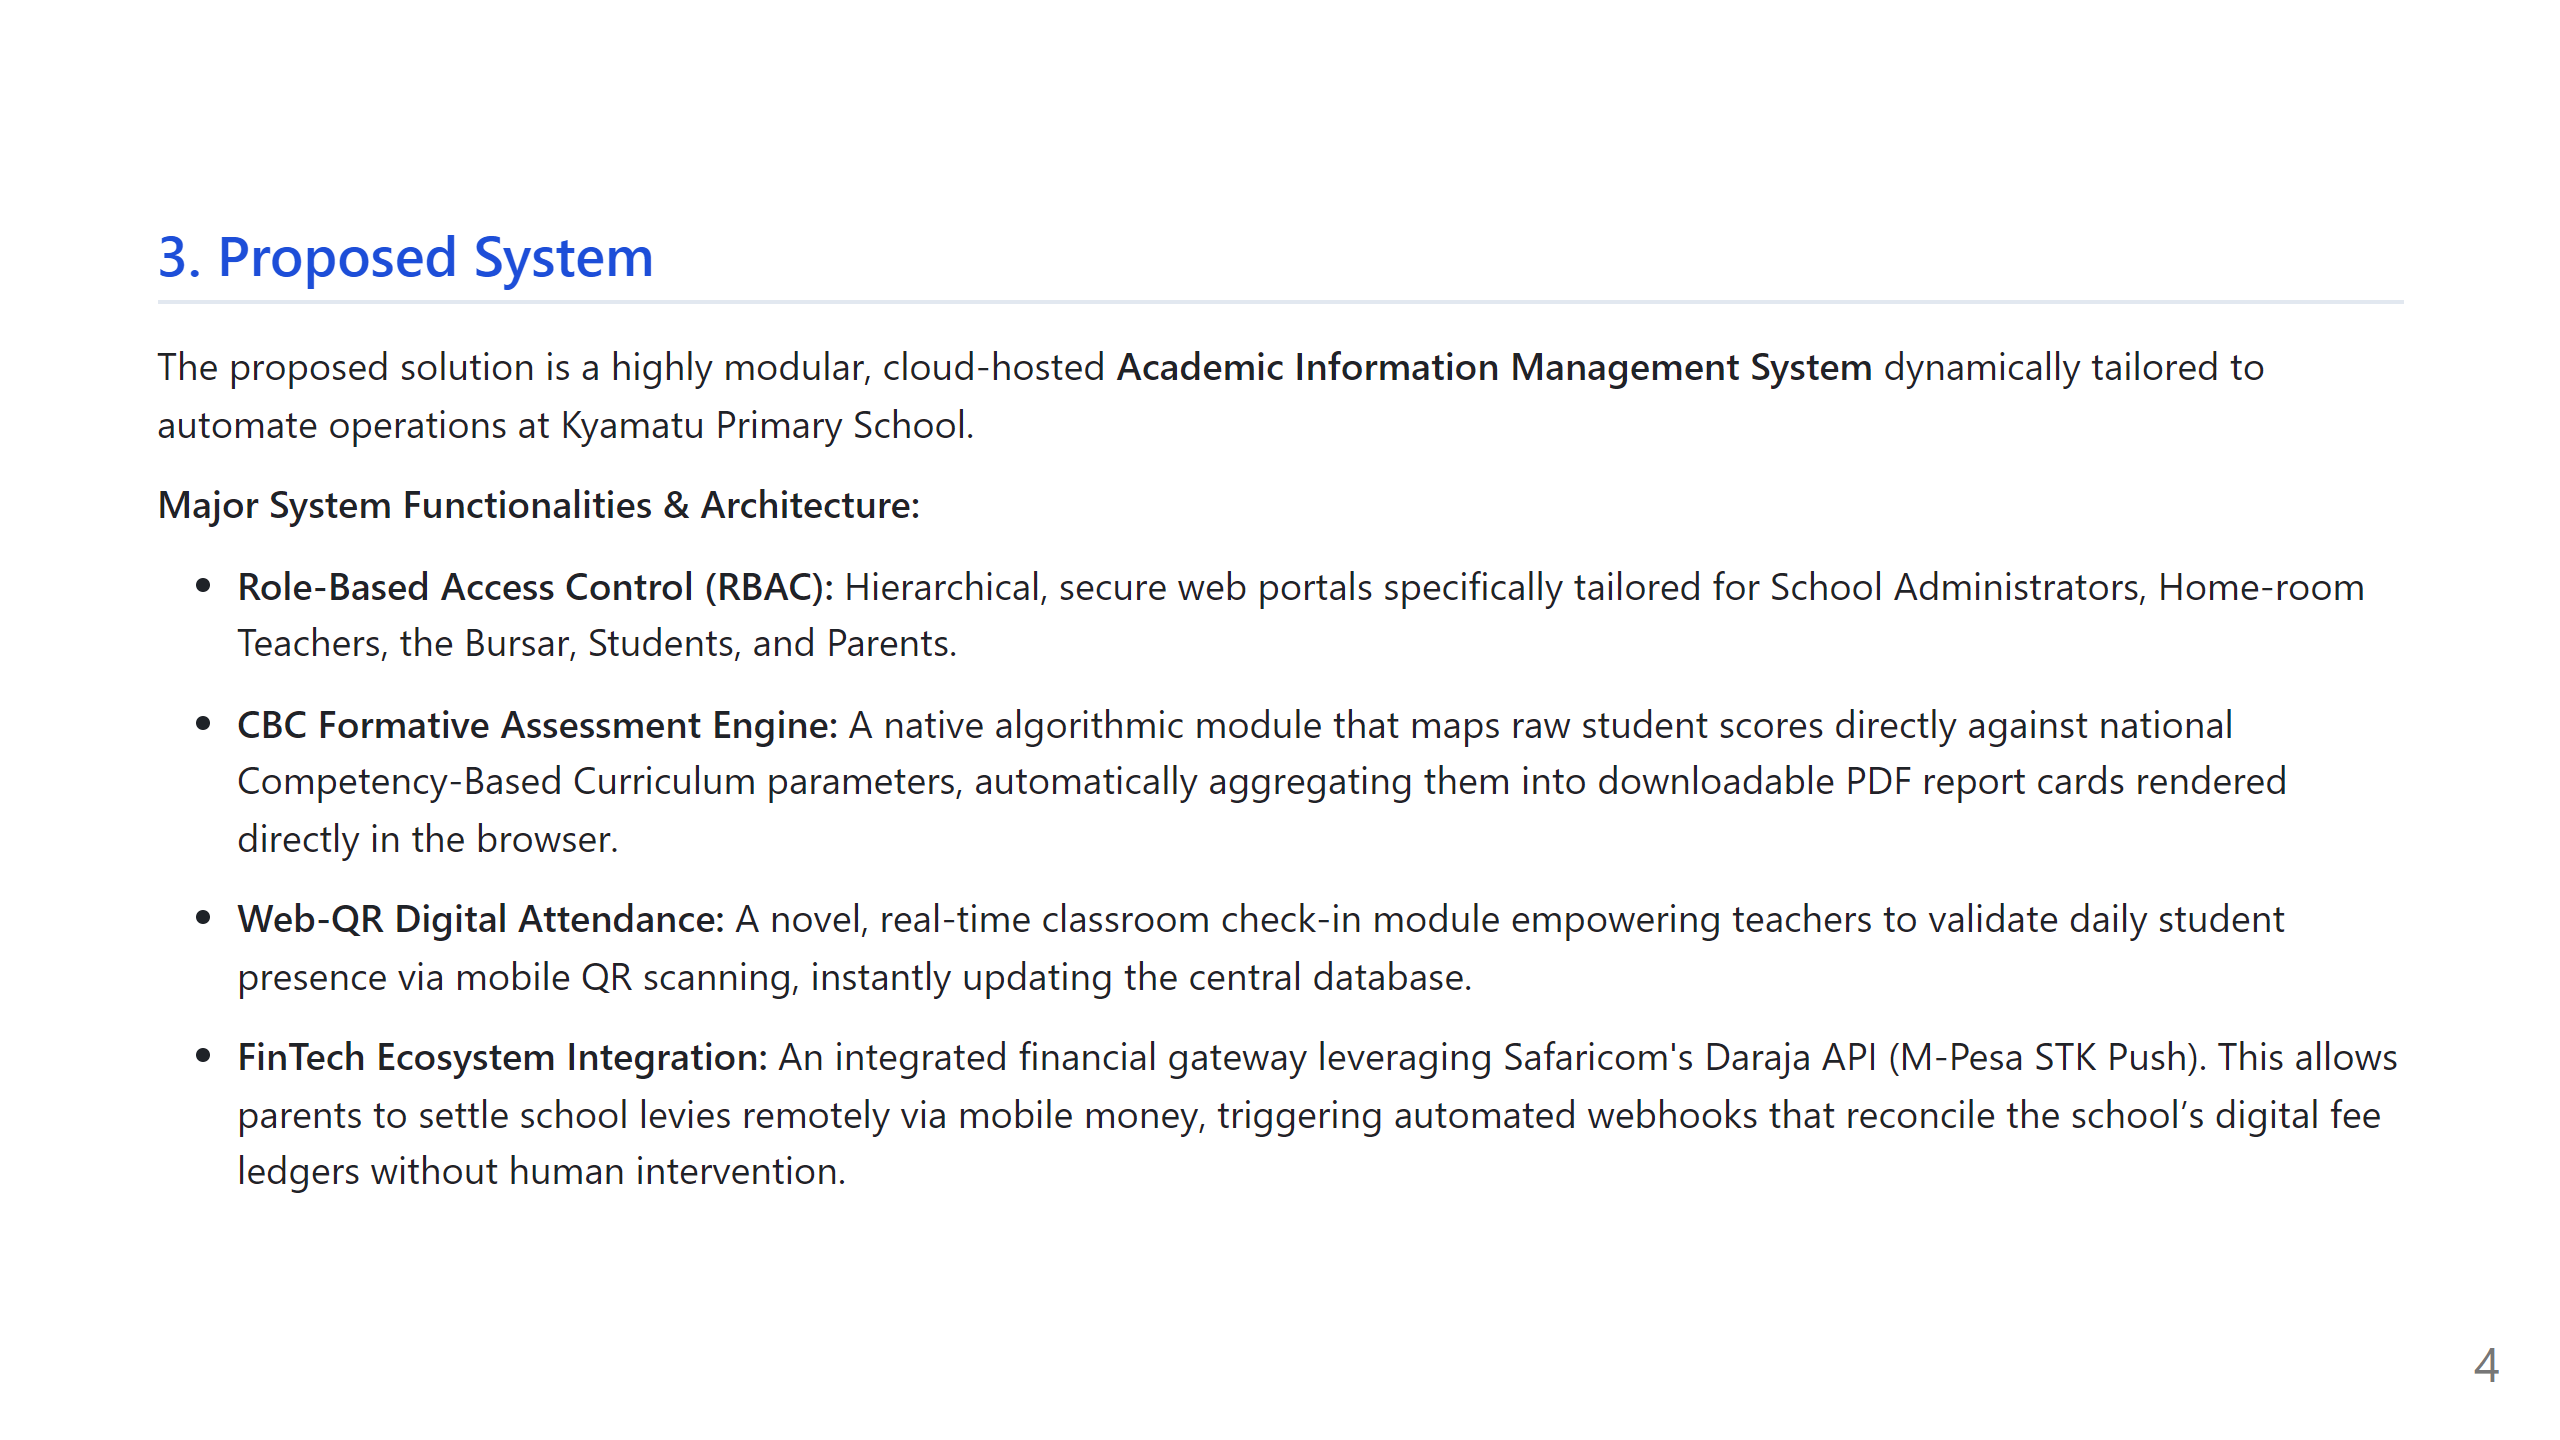 3. Proposed System
The proposed solution is a highly modular, cloud-hosted Academic Information Management System dynamically tailored to
automate operations at Kyamatu Primary School.
Major System Functionalities & Architecture:
• Role-Based Access Control (RBAC): Hierarchical, secure web portals specifically tailored for School Administrators, Home-room
Teachers, the Bursar, Students, and Parents.
• CBC Formative Assessment Engine: A native algorithmic module that maps raw student scores directly against national
Competency-Based Curriculum parameters, automatically aggregating them into downloadable PDF report cards rendered
directly in the browser.
• Web-QR Digital Attendance: A novel, real-time classroom check-in module empowering teachers to validate daily student
presence via mobile QR scanning, instantly updating the central database.
• FinTech Ecosystem Integration: An integrated financial gateway leveraging Safaricom's Daraja API (M-Pesa STK Push). This allows
parents to settle school levies remotely via mobile money, triggering automated webhooks that reconcile the school’s digital fee
ledgers without human intervention.
4